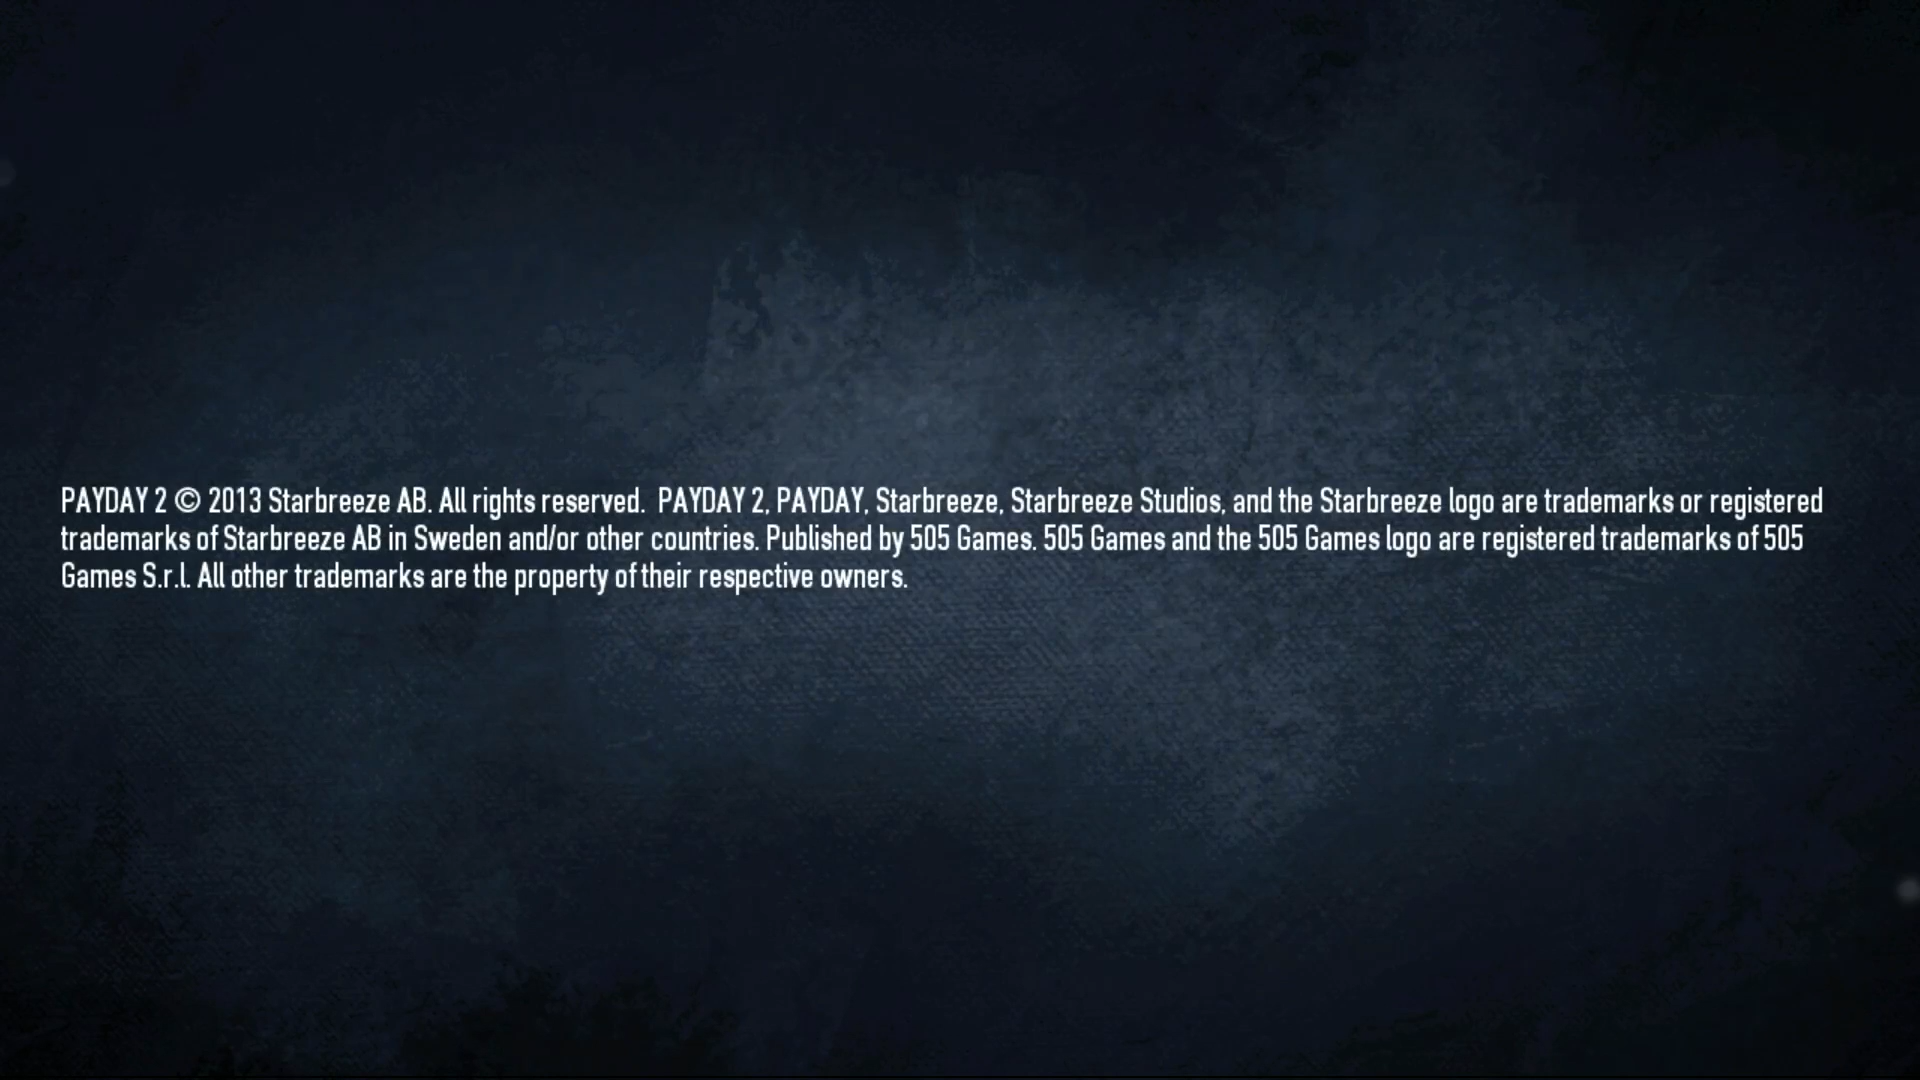 PAYDAY 2 © 2013 Starbreeze AB. All rights reserved.  PAYDAY 2, PAYDAY, Starbreeze, Starbreeze Studios, and the Starbreeze logo are trademarks or registered
trademarks of Starbreeze AB in Sweden and/or other countries. Published by 505 Games. 505 Games and the 505 Games logo are registered trademarks of 505
Games S.r.l. All other trademarks are the property of their respective owners.